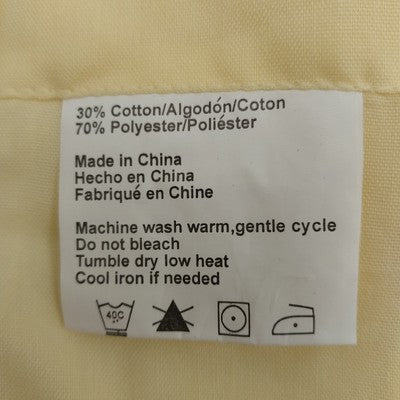 30% Cotton/Algodón/Coton
70% Polyester/Poliéster
Made in China
Hecho en China
Fabriqué en Chine
Machine wash warm,gentle cycle
Do not bleach
Tumble dry low heat
Cool iron if needed
40C